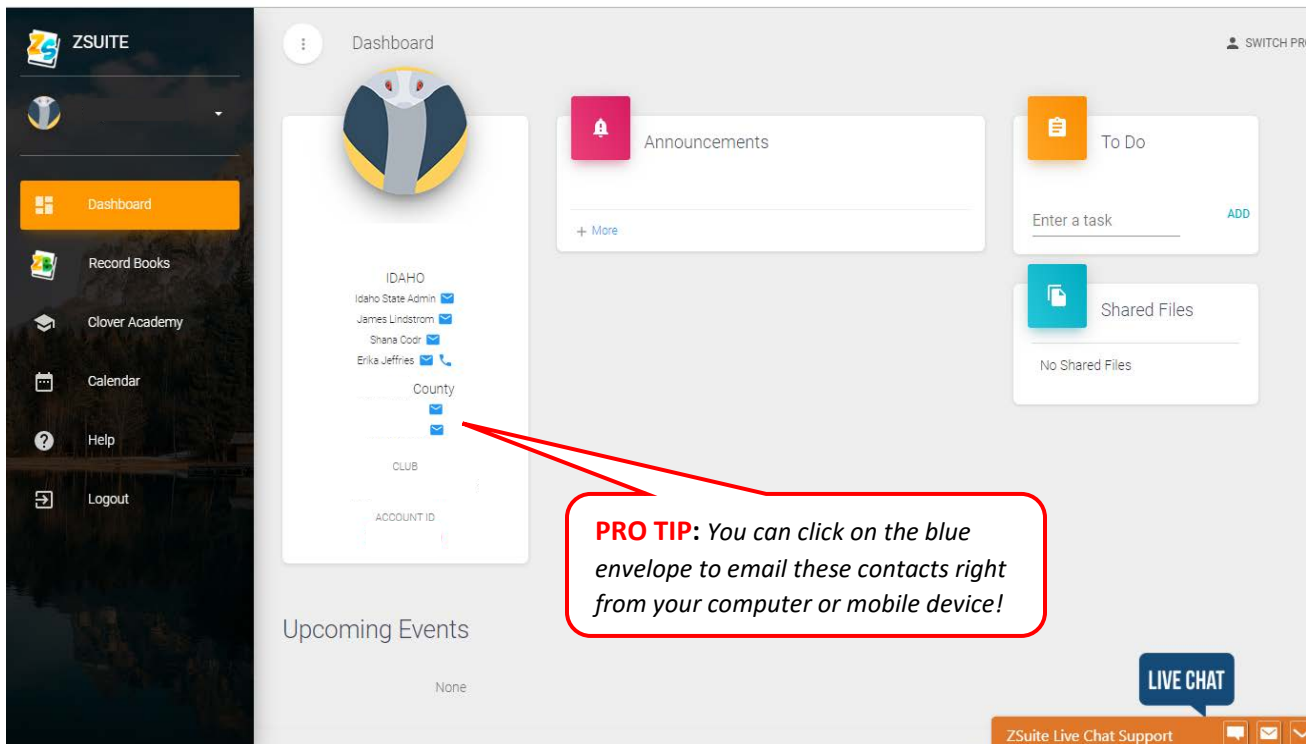 ZSUITE
Dashboard
Record Books
Clover Academy
Calendar
Help
Logout
Dashboard
SWITCH PRO
IDAHO
Idaho State Admin
James Lindstrom
Shana Codr
Erika Jeffries
County
CLUB
ACCOUNT ID
Announcements
+ More
To Do
Enter a task ADD
Shared Files
No Shared Files
PRO TIP: You can click on the blue
envelope to email these contacts right
from your computer or mobile device!
Upcoming Events
None
LIVE CHAT
ZSuite Live Chat Support